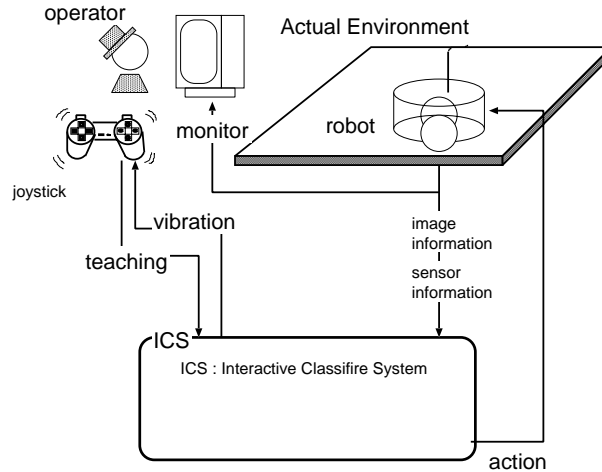 operator
Actual Environment
monitor
robot
joystick
vibration
teaching
image
information
sensor
information
ICS
ICS : Interactive Classifire System
action